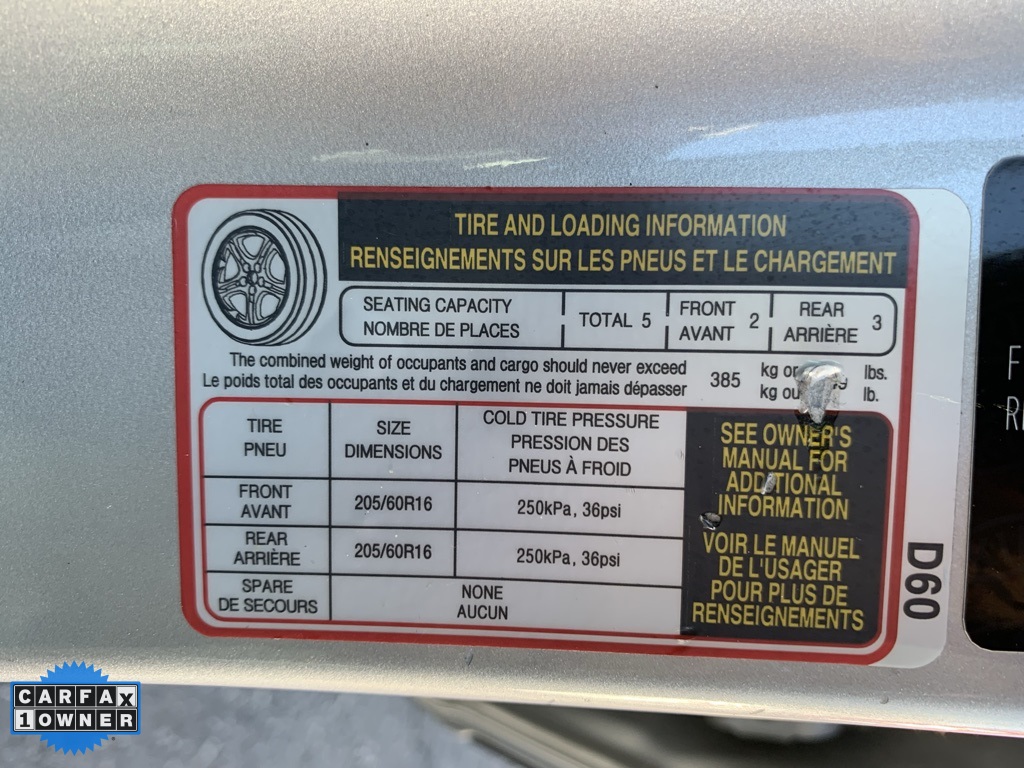 TIRE AND LOADING INFORMATION
RENSEIGNEMENTS SUR LES PNEUS ET LE CHARGEMENT
SEATING CAPACITY
NOMBRE DE PLACES
TOTAL 5
FRONT
AVANT
2
REAR
ARRIÈRE
3
The combined weight of occupants and cargo should never exceed
Le poids total des occupants et du chargement ne doit jamais dépasser
385
kg or
kg ou
lbs.
lb.
TIRE
PNEU
SIZE
DIMENSIONS
COLD TIRE PRESSURE
PRESSION DES
PNEUS À FROID
FRONT
AVANT
205/60R16
250kPa, 36psi
REAR
ARRIÈRE
205/60R16
250kPa, 36psi
SPARE
DE SECOURS
NONE
AUCUN
SEE OWNER'S
MANUAL FOR
ADDITIONAL
INFORMATION
VOIR LE MANUEL
DE L'USAGER
POUR PLUS DE
RENSEIGNEMENTS
D60
CARFAX
1 OWNER